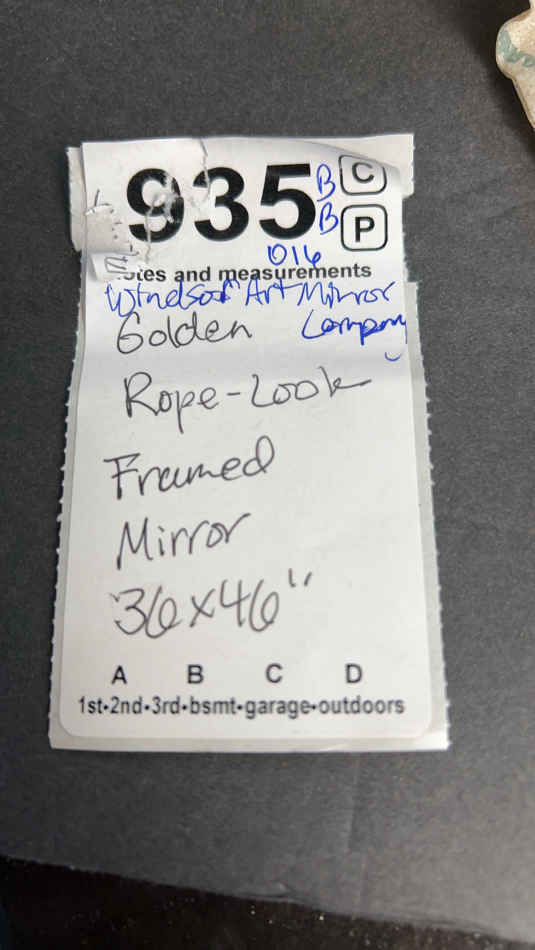 935
B C
B P
016
notes and measurements
Windsor Art Mirror
Company
Golden
Rope-Look
Framed
Mirror
36x46"
A B C D
1st•2nd•3rd•bsmt•garage•outdoors